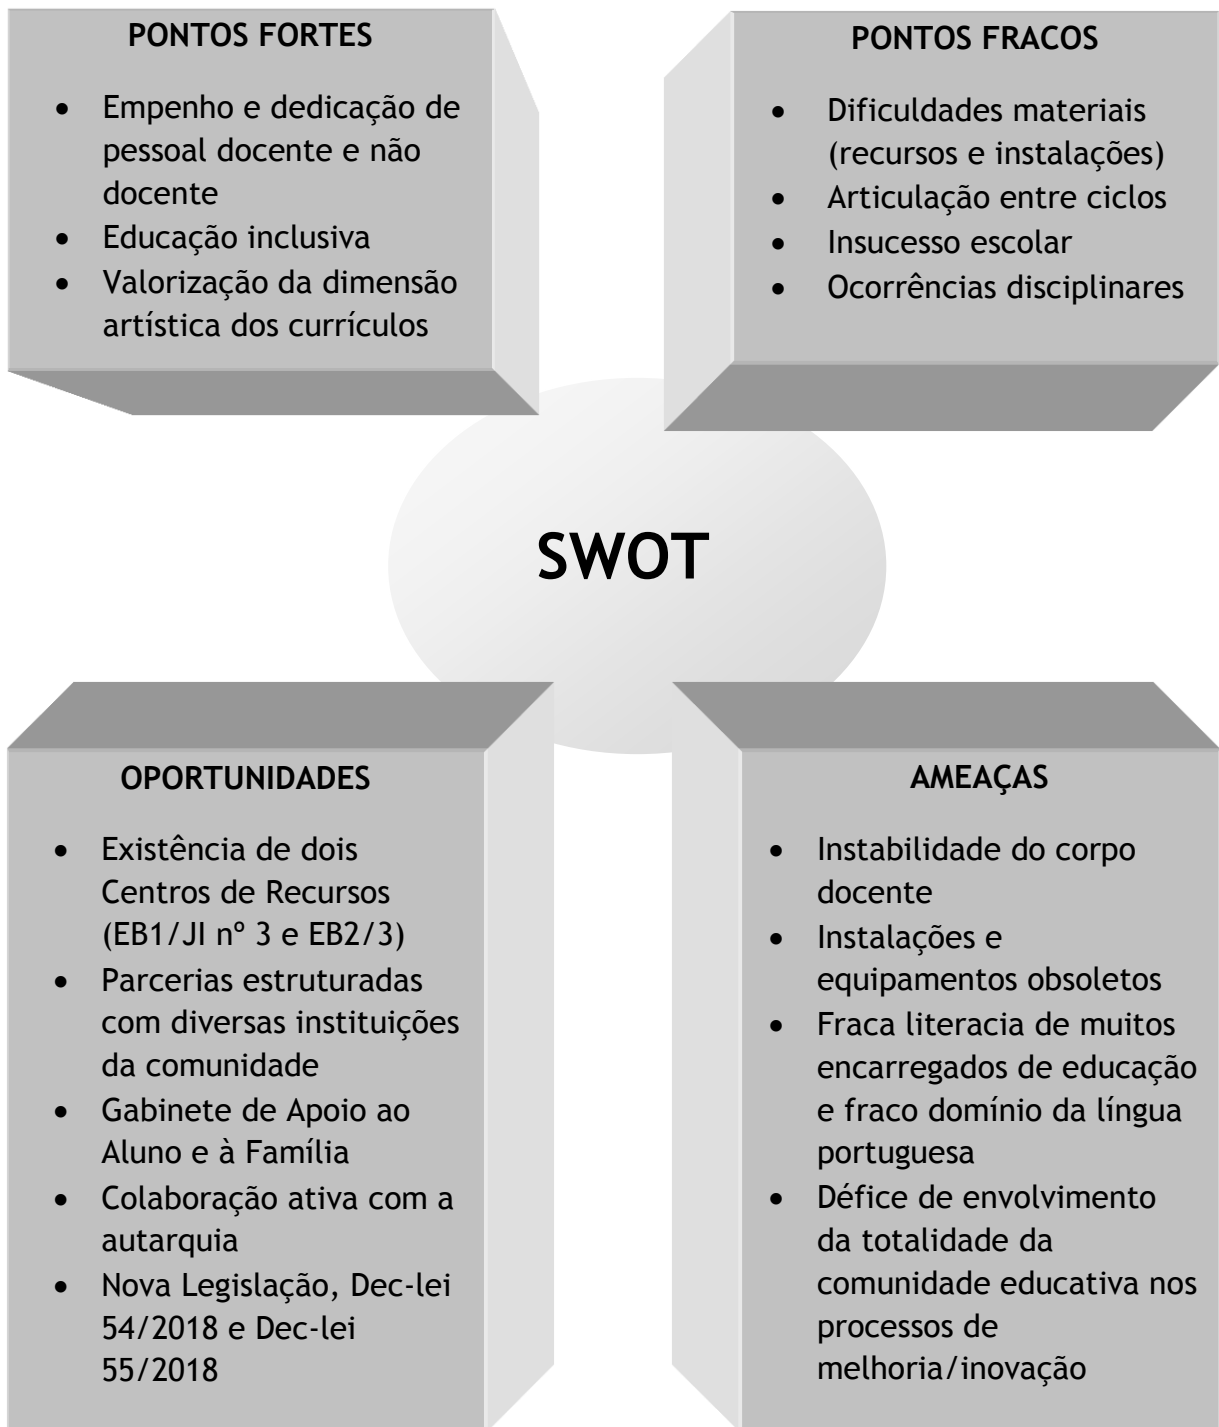 PONTOS FORTES
• Empenho e dedicação de
pessoal docente e não
docente
• Educação inclusiva
• Valorização da dimensão
artística dos currículos
PONTOS FRACOS
• Dificuldades materiais
(recursos e instalações)
• Articulação entre ciclos
• Insucesso escolar
• Ocorrências disciplinares
SWOT
OPORTUNIDADES
• Existência de dois
Centros de Recursos
(EB1/JI nº 3 e EB2/3)
• Parcerias estruturadas
com diversas instituições
da comunidade
• Gabinete de Apoio ao
Aluno e à Família
• Colaboração ativa com a
autarquia
• Nova Legislação, Dec-lei
54/2018 e Dec-lei
55/2018
AMEAÇAS
• Instabilidade do corpo
docente
• Instalações e
equipamentos obsoletos
• Fraca literacia de muitos
encarregados de educação
e fraco domínio da língua
portuguesa
• Défice de envolvimento
da totalidade da
comunidade educativa nos
processos de
melhoria/inovação